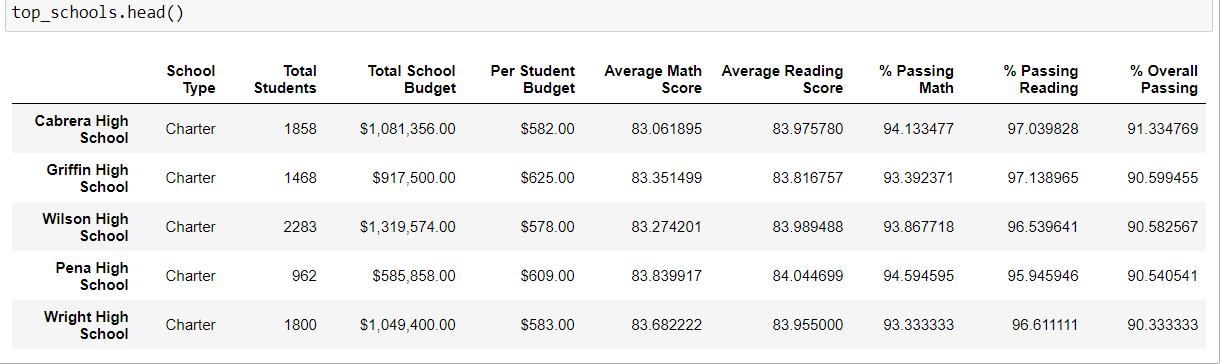 top_schools.head()
School Type Total Students Total School Budget Per Student Budget Average Math Score Average Reading Score % Passing Math % Passing Reading % Overall Passing
Cabrera High School Charter 1858 $1,081,356.00 $582.00 83.061895 83.975780 94.133477 97.039828 91.334769
Griffin High School Charter 1468 $917,500.00 $625.00 83.351499 83.816757 93.392371 97.138965 90.599455
Wilson High School Charter 2283 $1,319,574.00 $578.00 83.274201 83.989488 93.867718 96.539641 90.582567
Pena High School Charter 962 $585,858.00 $609.00 83.839917 84.044699 94.594595 95.945946 90.540541
Wright High School Charter 1800 $1,049,400.00 $583.00 83.682222 83.955000 93.333333 96.611111 90.333333